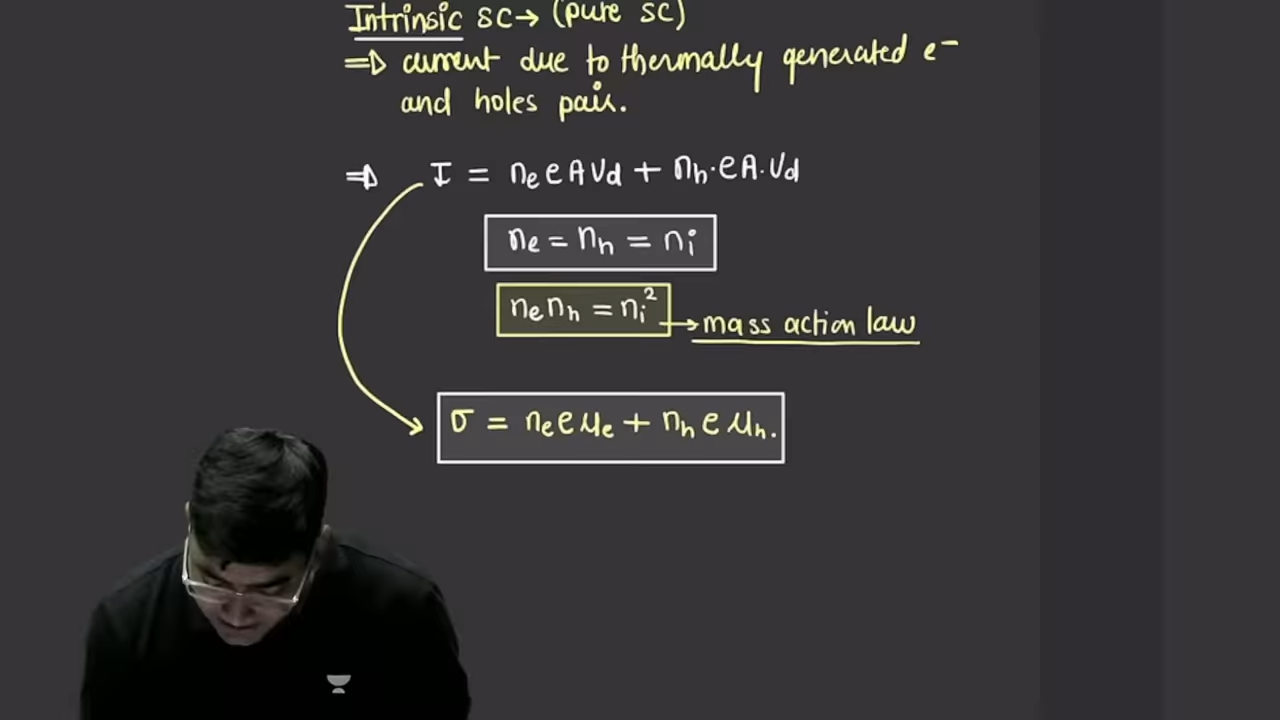 Intrinsic SC → (pure SC)
⇒ current due to thermally generated e⁻
and holes pair.
⇒ I = nₑeAVd + nₕ·eA·Vd
nₑ = nₕ = nᵢ
nₑnₕ = nᵢ² → mass action law
σ = nₑeμₑ + nₕeμₕ.